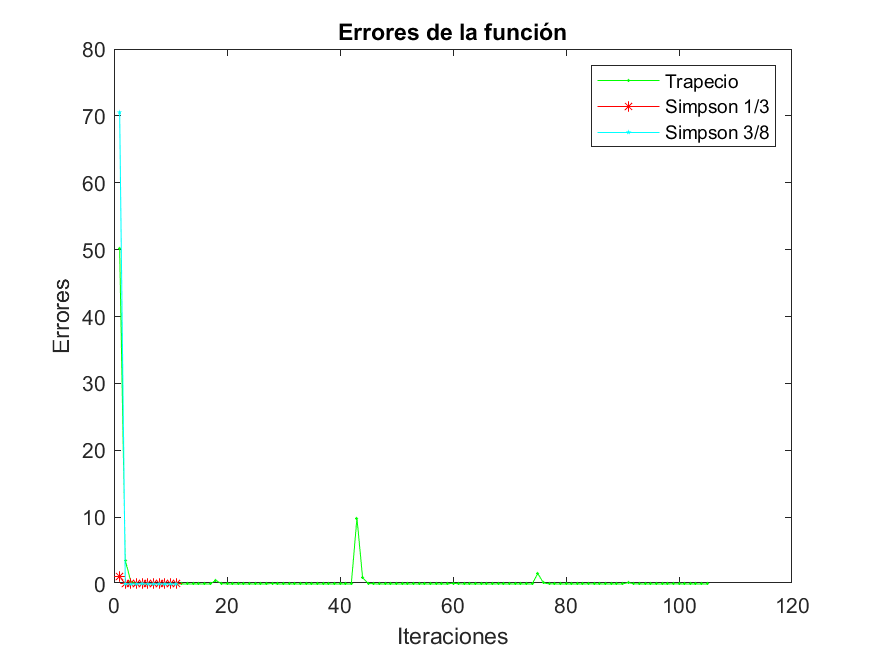 Errores de la función
80
70
60
50
40
30
20
10
0
Errores
Trapecio
Simpson 1/3
Simpson 3/8
0 20 40 60 80 100 120
Iteraciones